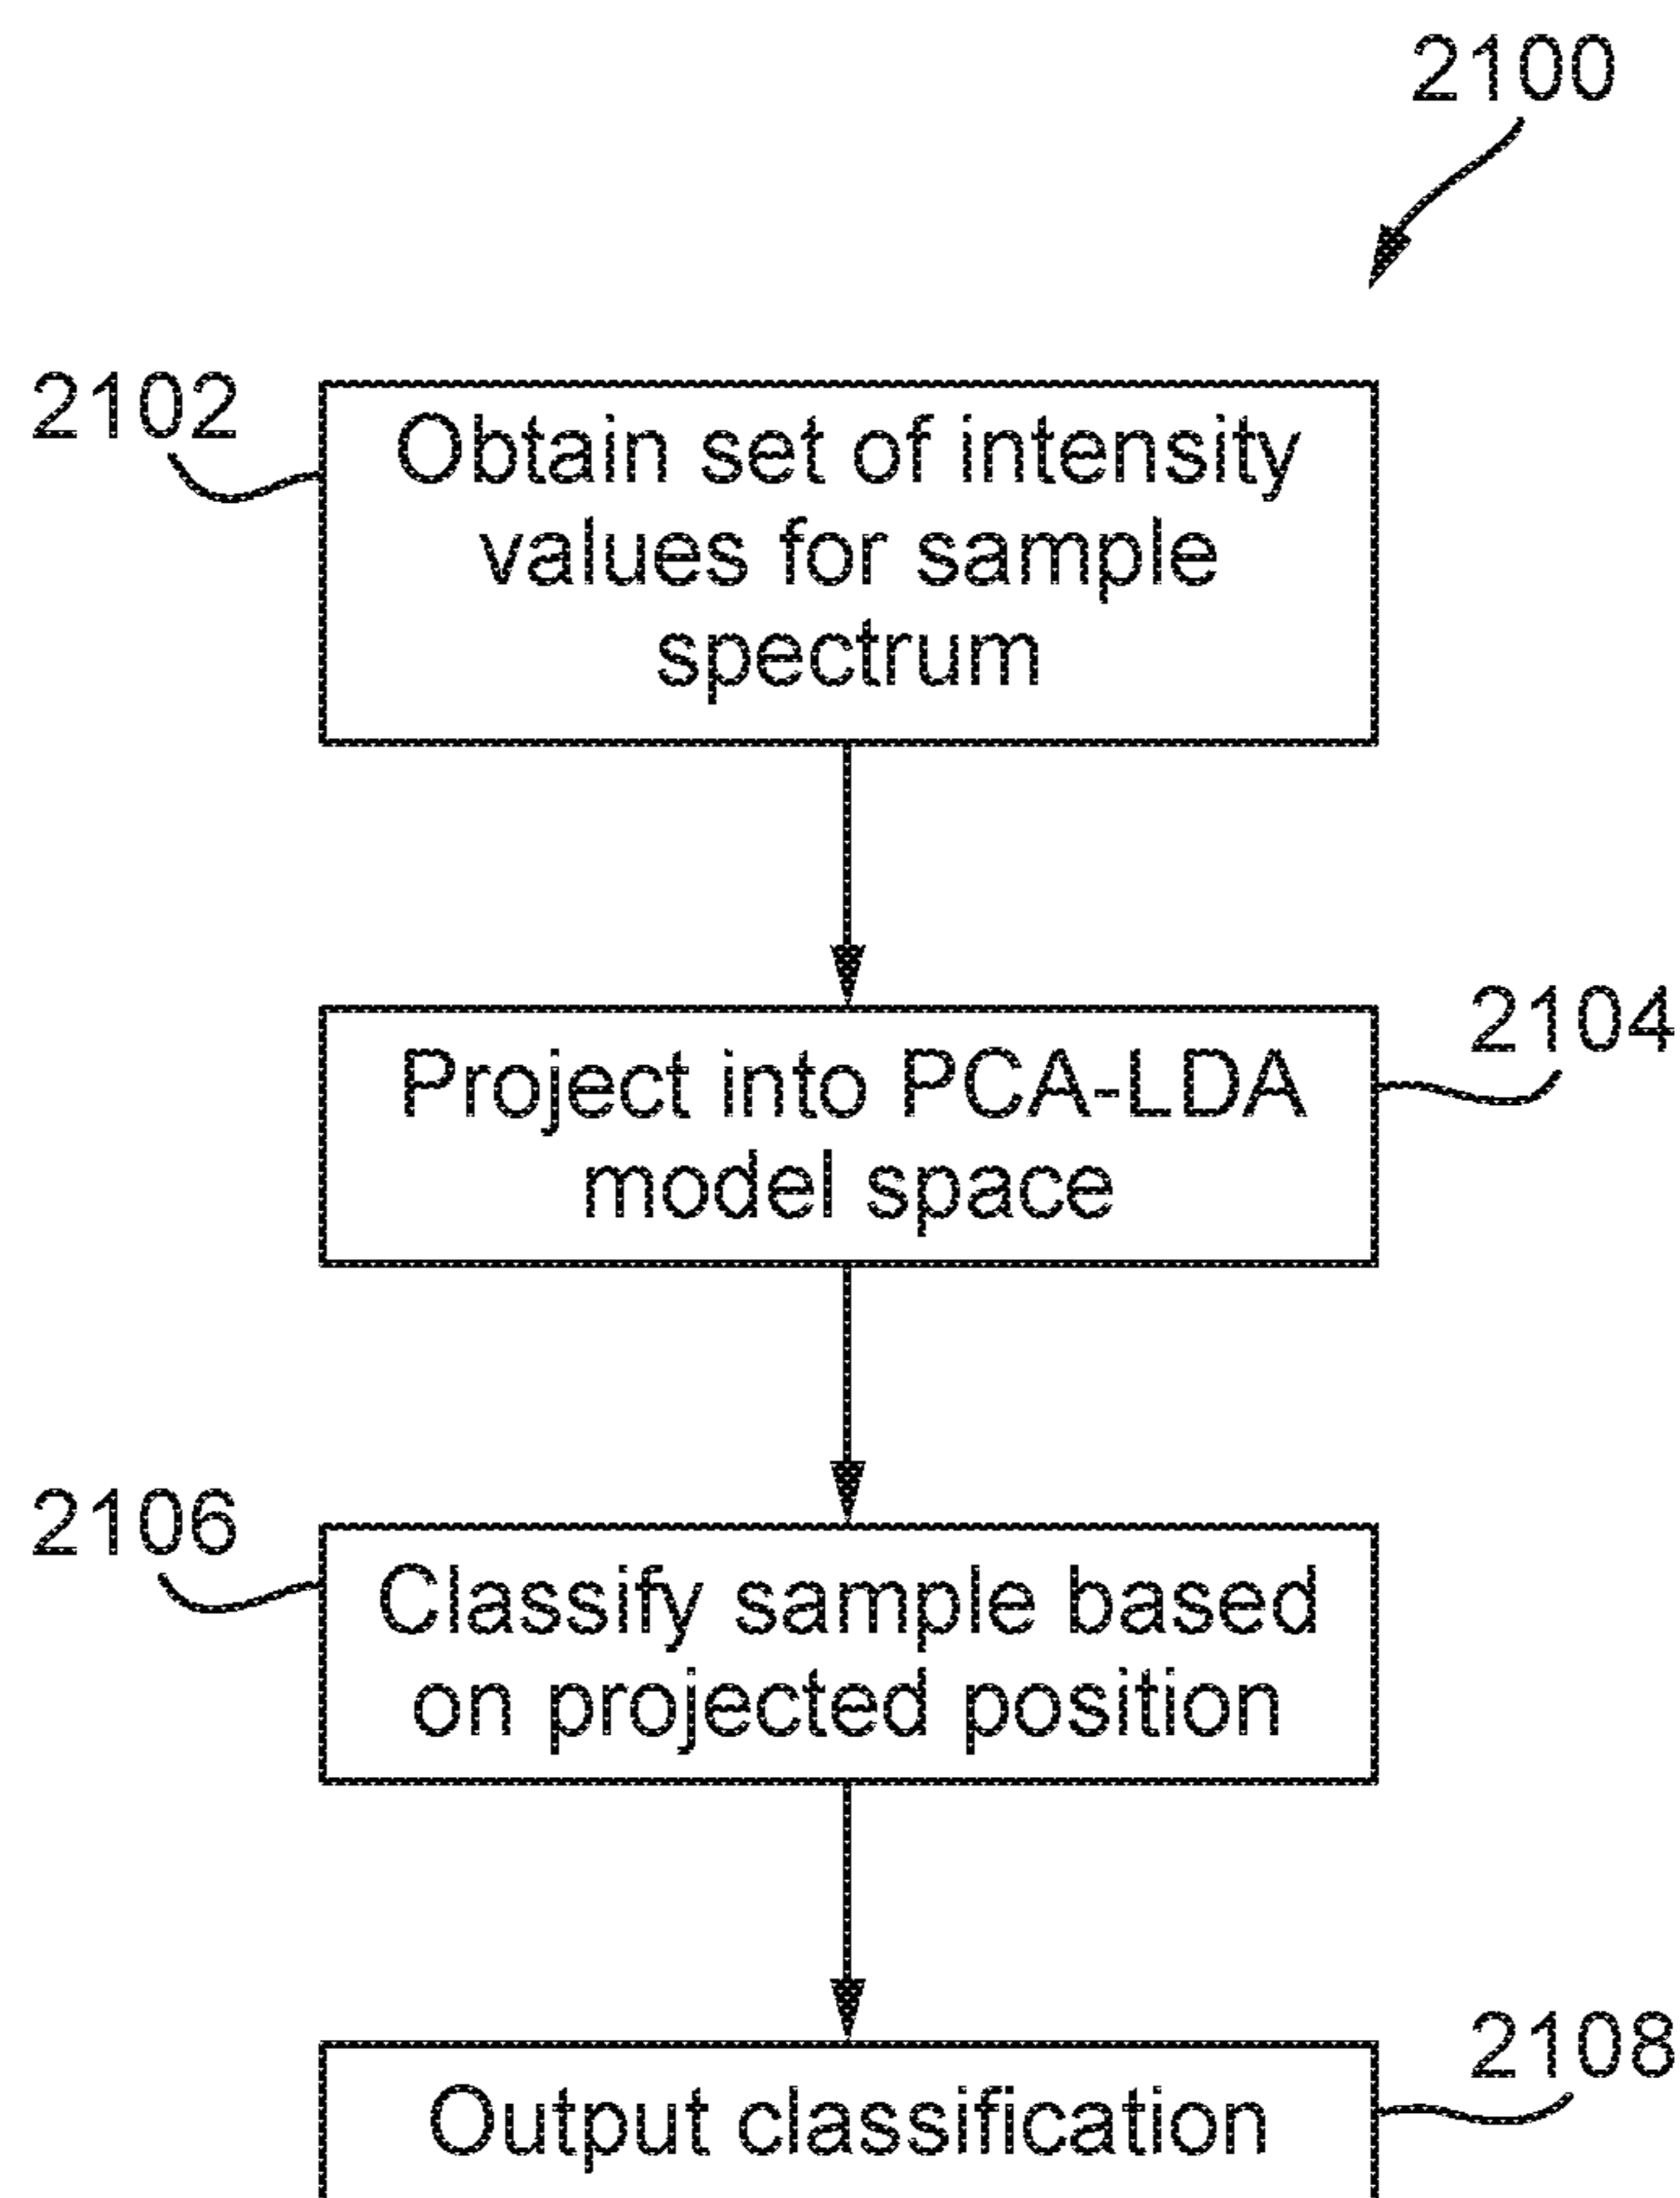 2100
2102
Obtain set of intensity
values for sample
spectrum
2104
Project into PCA-LDA
model space
2106
Classify sample based
on projected position
2108
Output classification